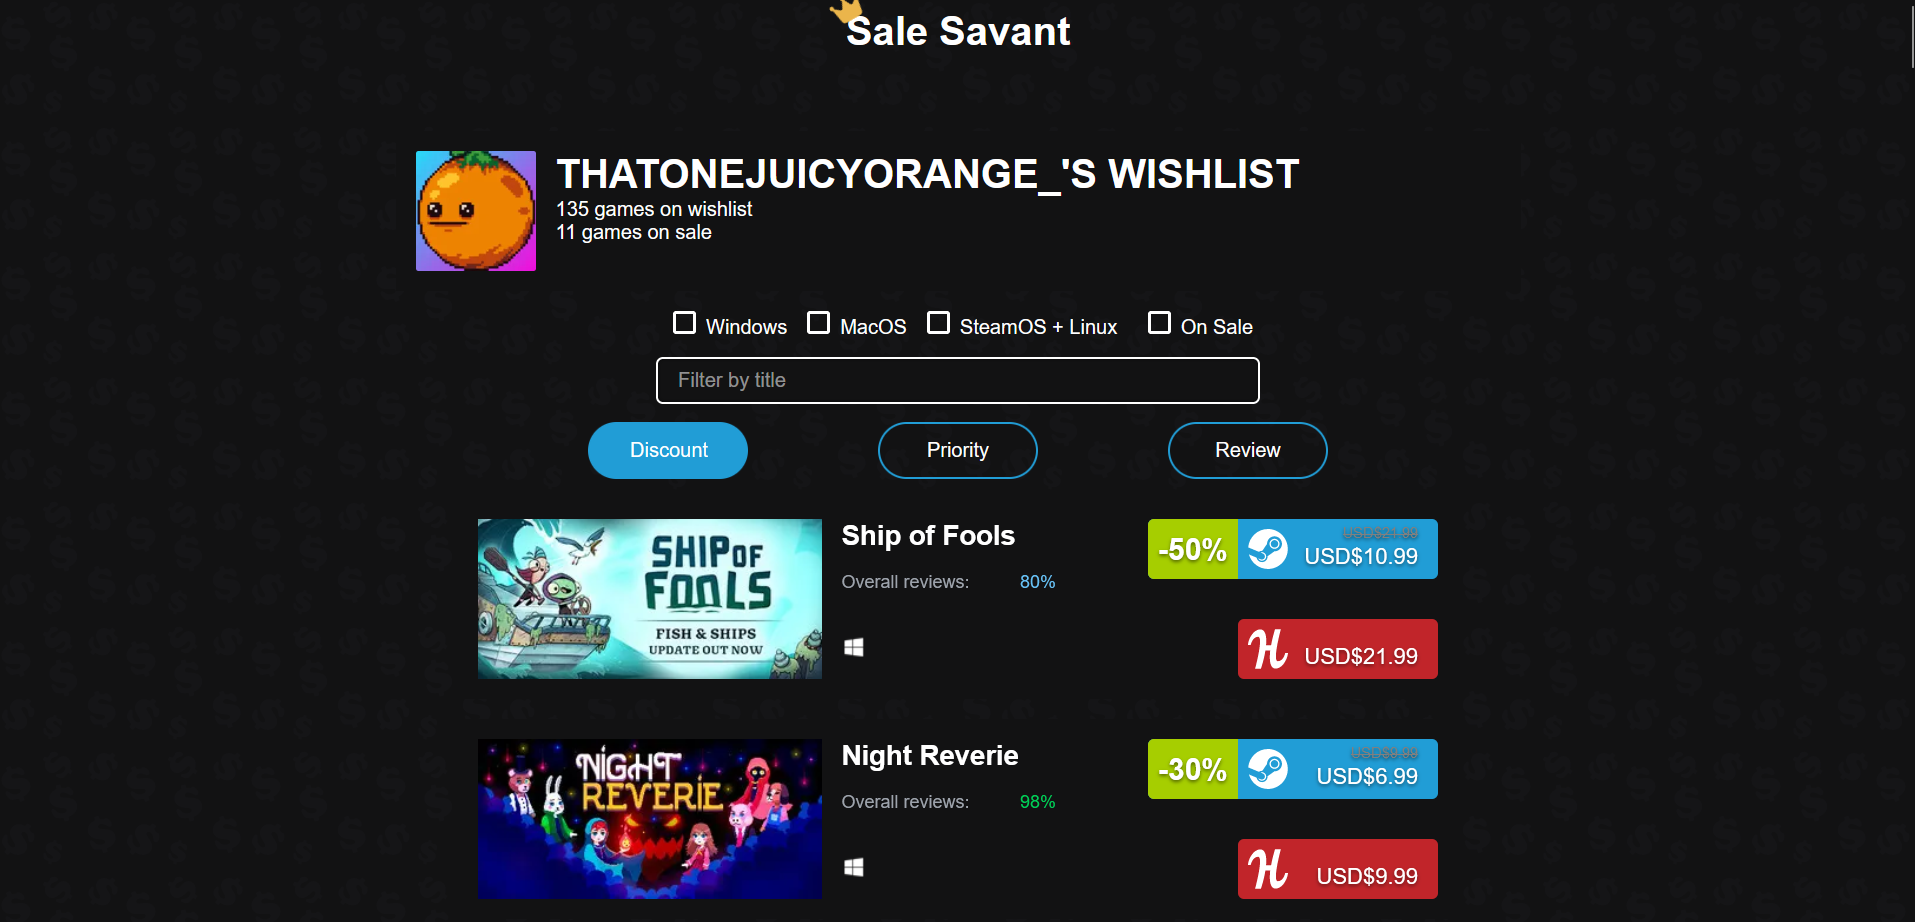 Sale Savant
THATONEJUICYORANGE_'S WISHLIST
135 games on wishlist
11 games on sale
Windows MacOS SteamOS + Linux On Sale
Filter by title
Discount Priority Review
SHIP OF
FOOLS
FISH & SHIPS
UPDATE OUT NOW
Ship of Fools
Overall reviews: 80%
-50% USD$21.99
USD$10.99
H USD$21.99
NIGHT
REVERIE
Night Reverie
Overall reviews: 98%
-30% USD$9.99
USD$6.99
H USD$9.99